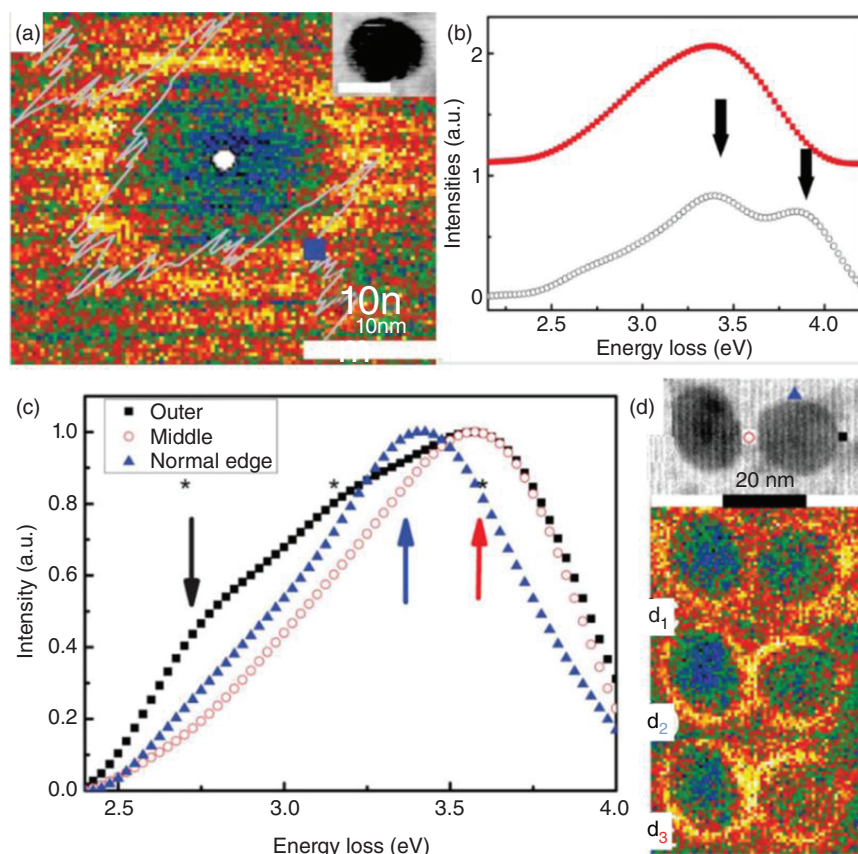 (a)
10n
10nm
m
(b)
2
1
0
Intensities (a.u.)
2.5 3.0 3.5 4.0
Energy loss (eV)
(c)
Outer
Middle
Normal edge
* * *
1.0
0.8
0.6
0.4
0.2
0.0
Intensity (a.u.)
2.5 3.0 3.5 4.0
Energy loss (eV)
(d)
20 nm
d1
d2
d3